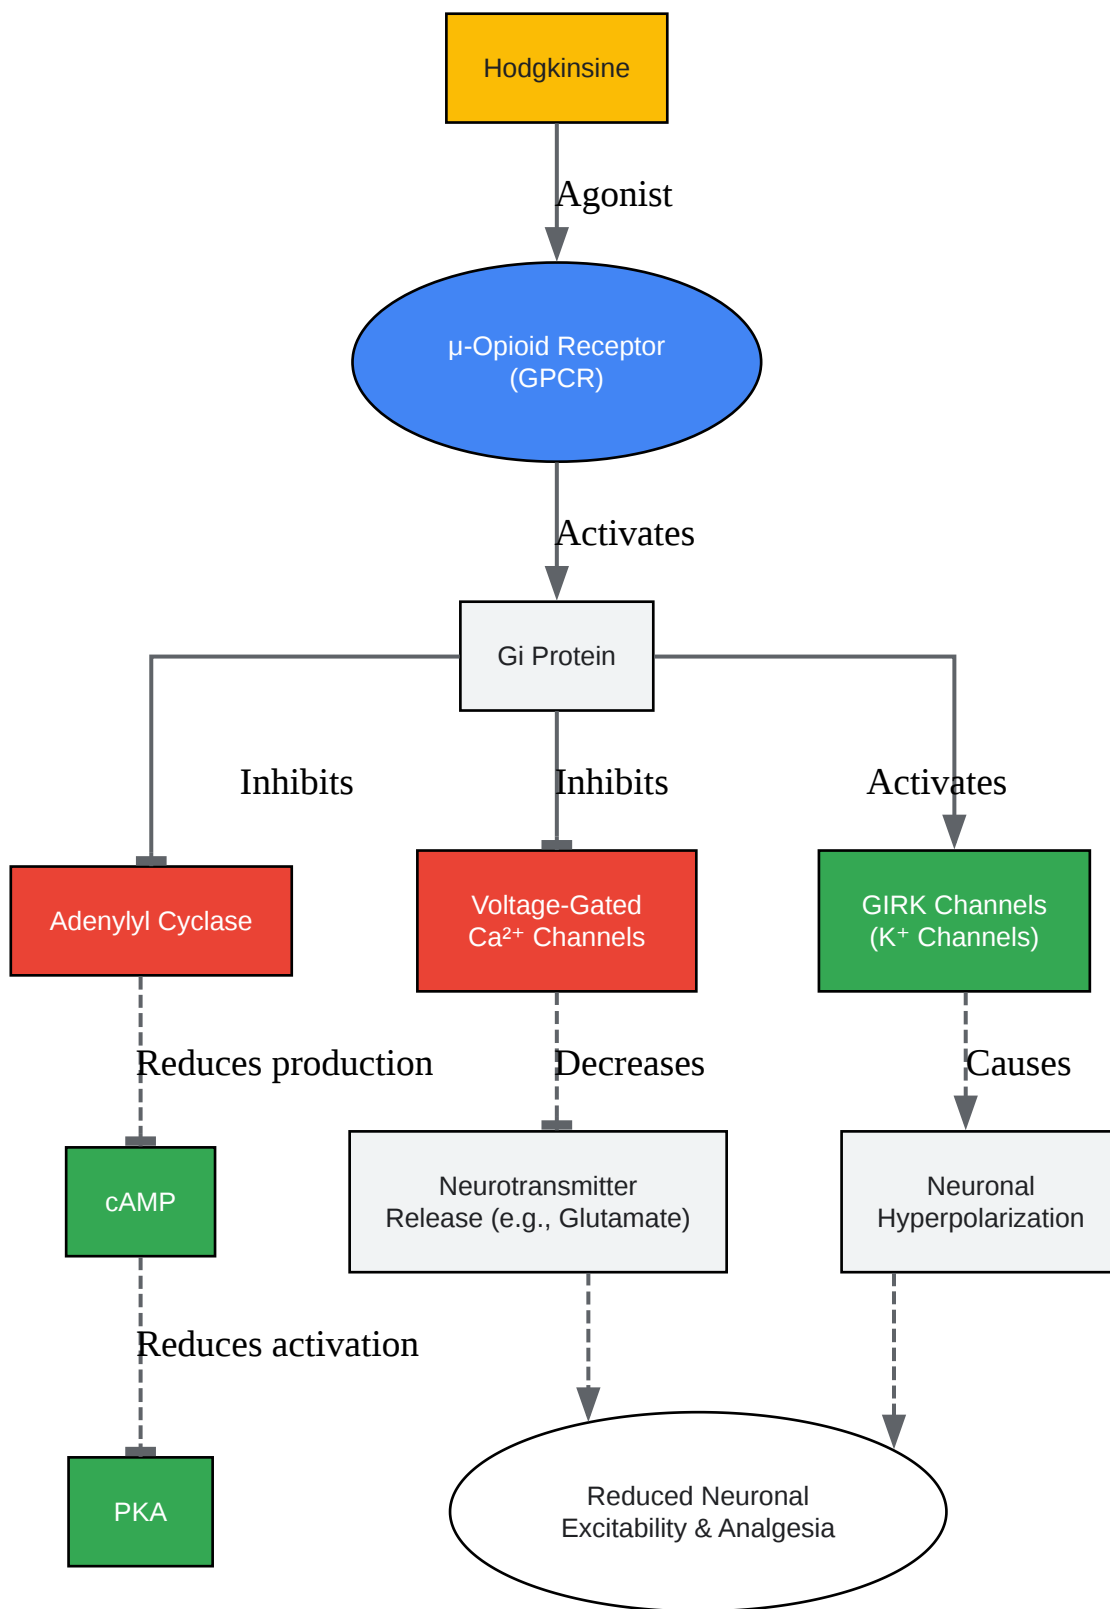 Hodgkinsine
Agonist
μ-Opioid Receptor
(GPCR)
Activates
Gi Protein
Inhibits
Inhibits
Activates
Adenylyl Cyclase
Voltage-Gated
Ca²⁺ Channels
GIRK Channels
(K⁺ Channels)
Reduces production
Decreases
Causes
cAMP
Neurotransmitter
Release (e.g., Glutamate)
Neuronal
Hyperpolarization
Reduces activation
PKA
Reduced Neuronal
Excitability & Analgesia